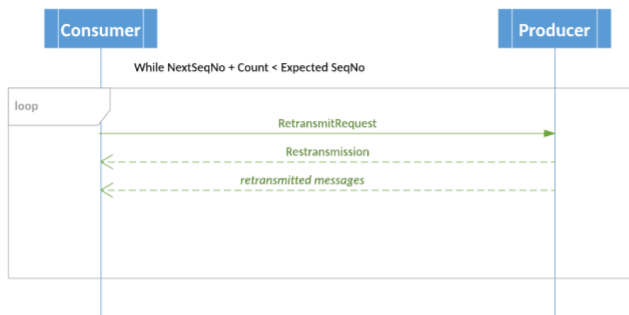 Consumer
Producer
While NextSeqNo + Count < Expected SeqNo
loop
RetransmitRequest
Restransmission
retransmitted messages